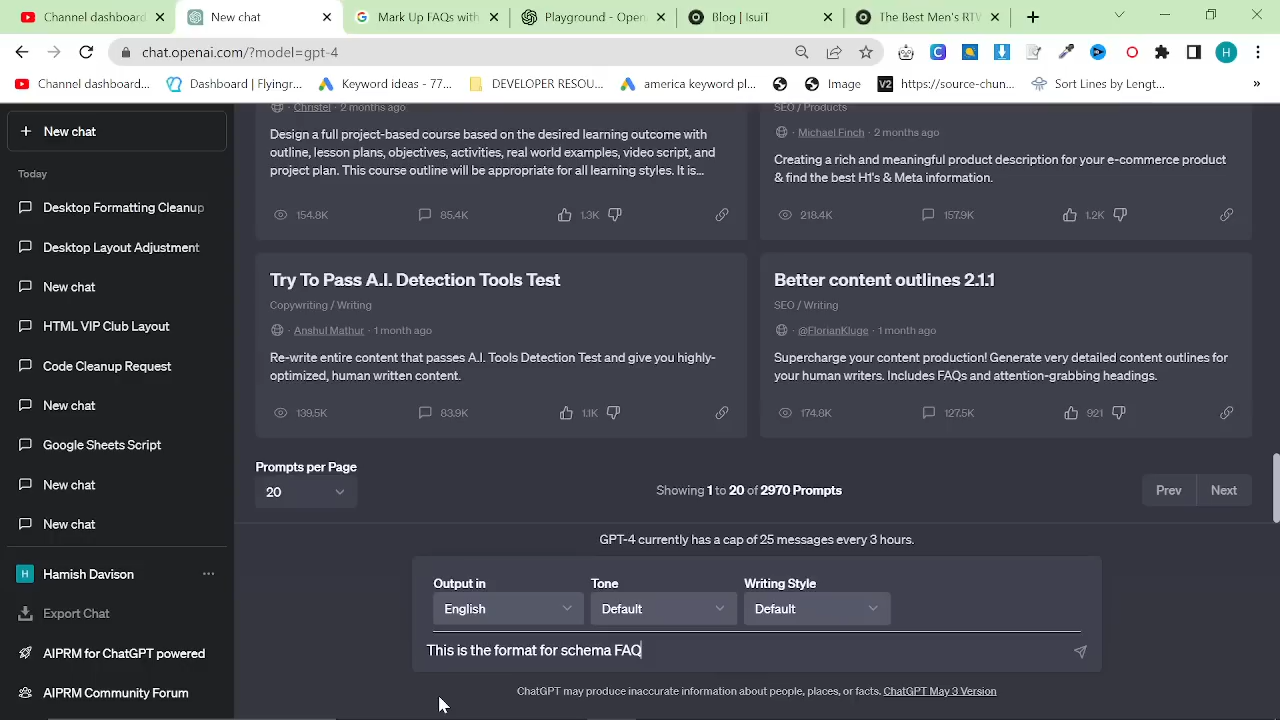 Channel dashboard
New chat
Mark Up FAQs with
Playground - Open
Blog | IsuiT
The Best Men's RTW
chat.openai.com/?model=gpt-4
H
Channel dashboard...
Dashboard | Flyingr...
Keyword ideas - 77...
DEVELOPER RESOU...
america keyword pl...
Image
V2 https://source-chun...
Sort Lines by Lengt...
»
New chat
Today
Desktop Formatting Cleanup
Desktop Layout Adjustment
New chat
HTML VIP Club Layout
Code Cleanup Request
New chat
Google Sheets Script
New chat
New chat
H Hamish Davison
Export Chat
AIPRM for ChatGPT powered
AIPRM Community Forum
· Christel · 2 months ago
Design a full project-based course based on the desired learning outcome with
outline, lesson plans, objectives, activities, real world examples, video script, and
project plan. This course outline will be appropriate for all learning styles. It is...
154.8K 85.4K 1.3K
SEO / Products
· Michael Finch · 2 months ago
Creating a rich and meaningful product description for your e-commerce product
& find the best H1's & Meta information.
218.4K 157.9K 1.2K
Try To Pass A.I. Detection Tools Test
Copywriting / Writing
· Anshul Mathur · 1 month ago
Re-write entire content that passes A.I. Tools Detection Test and give you highly-
optimized, human written content.
139.5K 83.9K 1.1K
Better content outlines 2.1.1
SEO / Writing
· @FlorianKluge · 1 month ago
Supercharge your content production! Generate very detailed content outlines for
your human writers. Includes FAQs and attention-grabbing headings.
174.8K 127.5K 921
Prompts per Page
20
Showing 1 to 20 of 2970 Prompts
Prev Next
GPT-4 currently has a cap of 25 messages every 3 hours.
Output in Tone Writing Style
English Default Default
This is the format for schema FAQ
ChatGPT may produce inaccurate information about people, places, or facts. ChatGPT May 3 Version